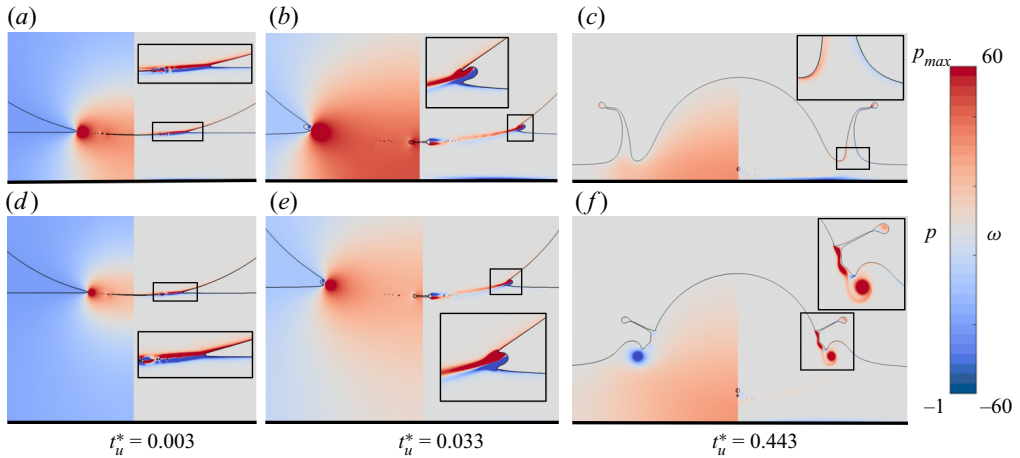 (a)
(b)
(c)
p_max 60
(d)
(e)
(f)
p
ω
–1 –60
t*_u = 0.003
t*_u = 0.033
t*_u = 0.443